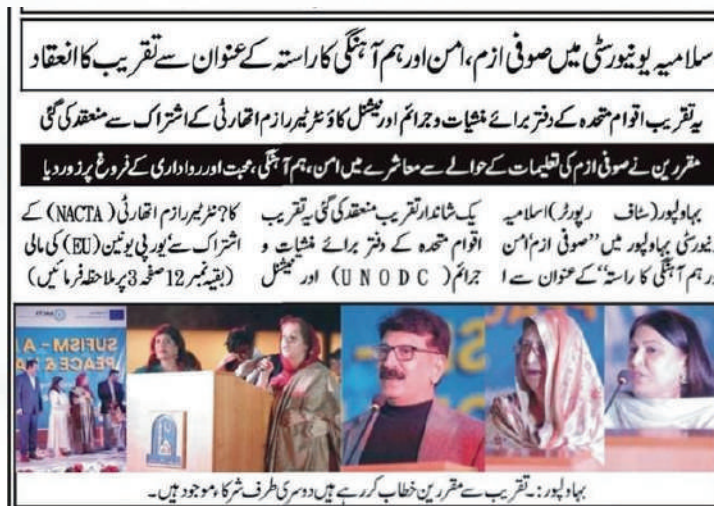 سلامیہ یونیورسٹی میں صوفی ازم، امن اور ہم آہنگی کا راستہ کے عنوان سے تقریب کا انعقاد
یہ تقریب اقوام متحدہ کے دفتر برائے منشیات و جرائم اور نیشنل کاؤنٹر ٹیررازم اتھارٹی کے اشتراک سے منعقد کی گئی
مقررین نے صوفی ازم کی تعلیمات کے حوالے سے معاشرے میں امن، ہم آہنگی، محبت اور رواداری کے فروغ پر زور دیا
بہاولپور (سٹاف رپورٹر) اسلامیہ
یونیورسٹی بہاولپور میں ”صوفی ازم‘ امن
ور ہم آہنگی کا راستہ“ کے عنوان سے ا
یک شاندار تقریب منعقد کی گئی یہ تقریب
اقوام متحدہ کے دفتر برائے منشیات و
جرائم (UNODC) اور نیشنل
کا?نٹر ٹیررازم اتھارٹی (NACTA) کے
اشتراک سے‘ یورپی یونین (EU) کی مالی
(بقیہ نمبر 12 صفحہ 3 پر ملاحظہ فرمائیں)
SUFISM - A
PEACE &
بہاولپور:۔ تقریب سے مقررین خطاب کر رہے ہیں دوسری طرف شرکاء موجود ہیں۔